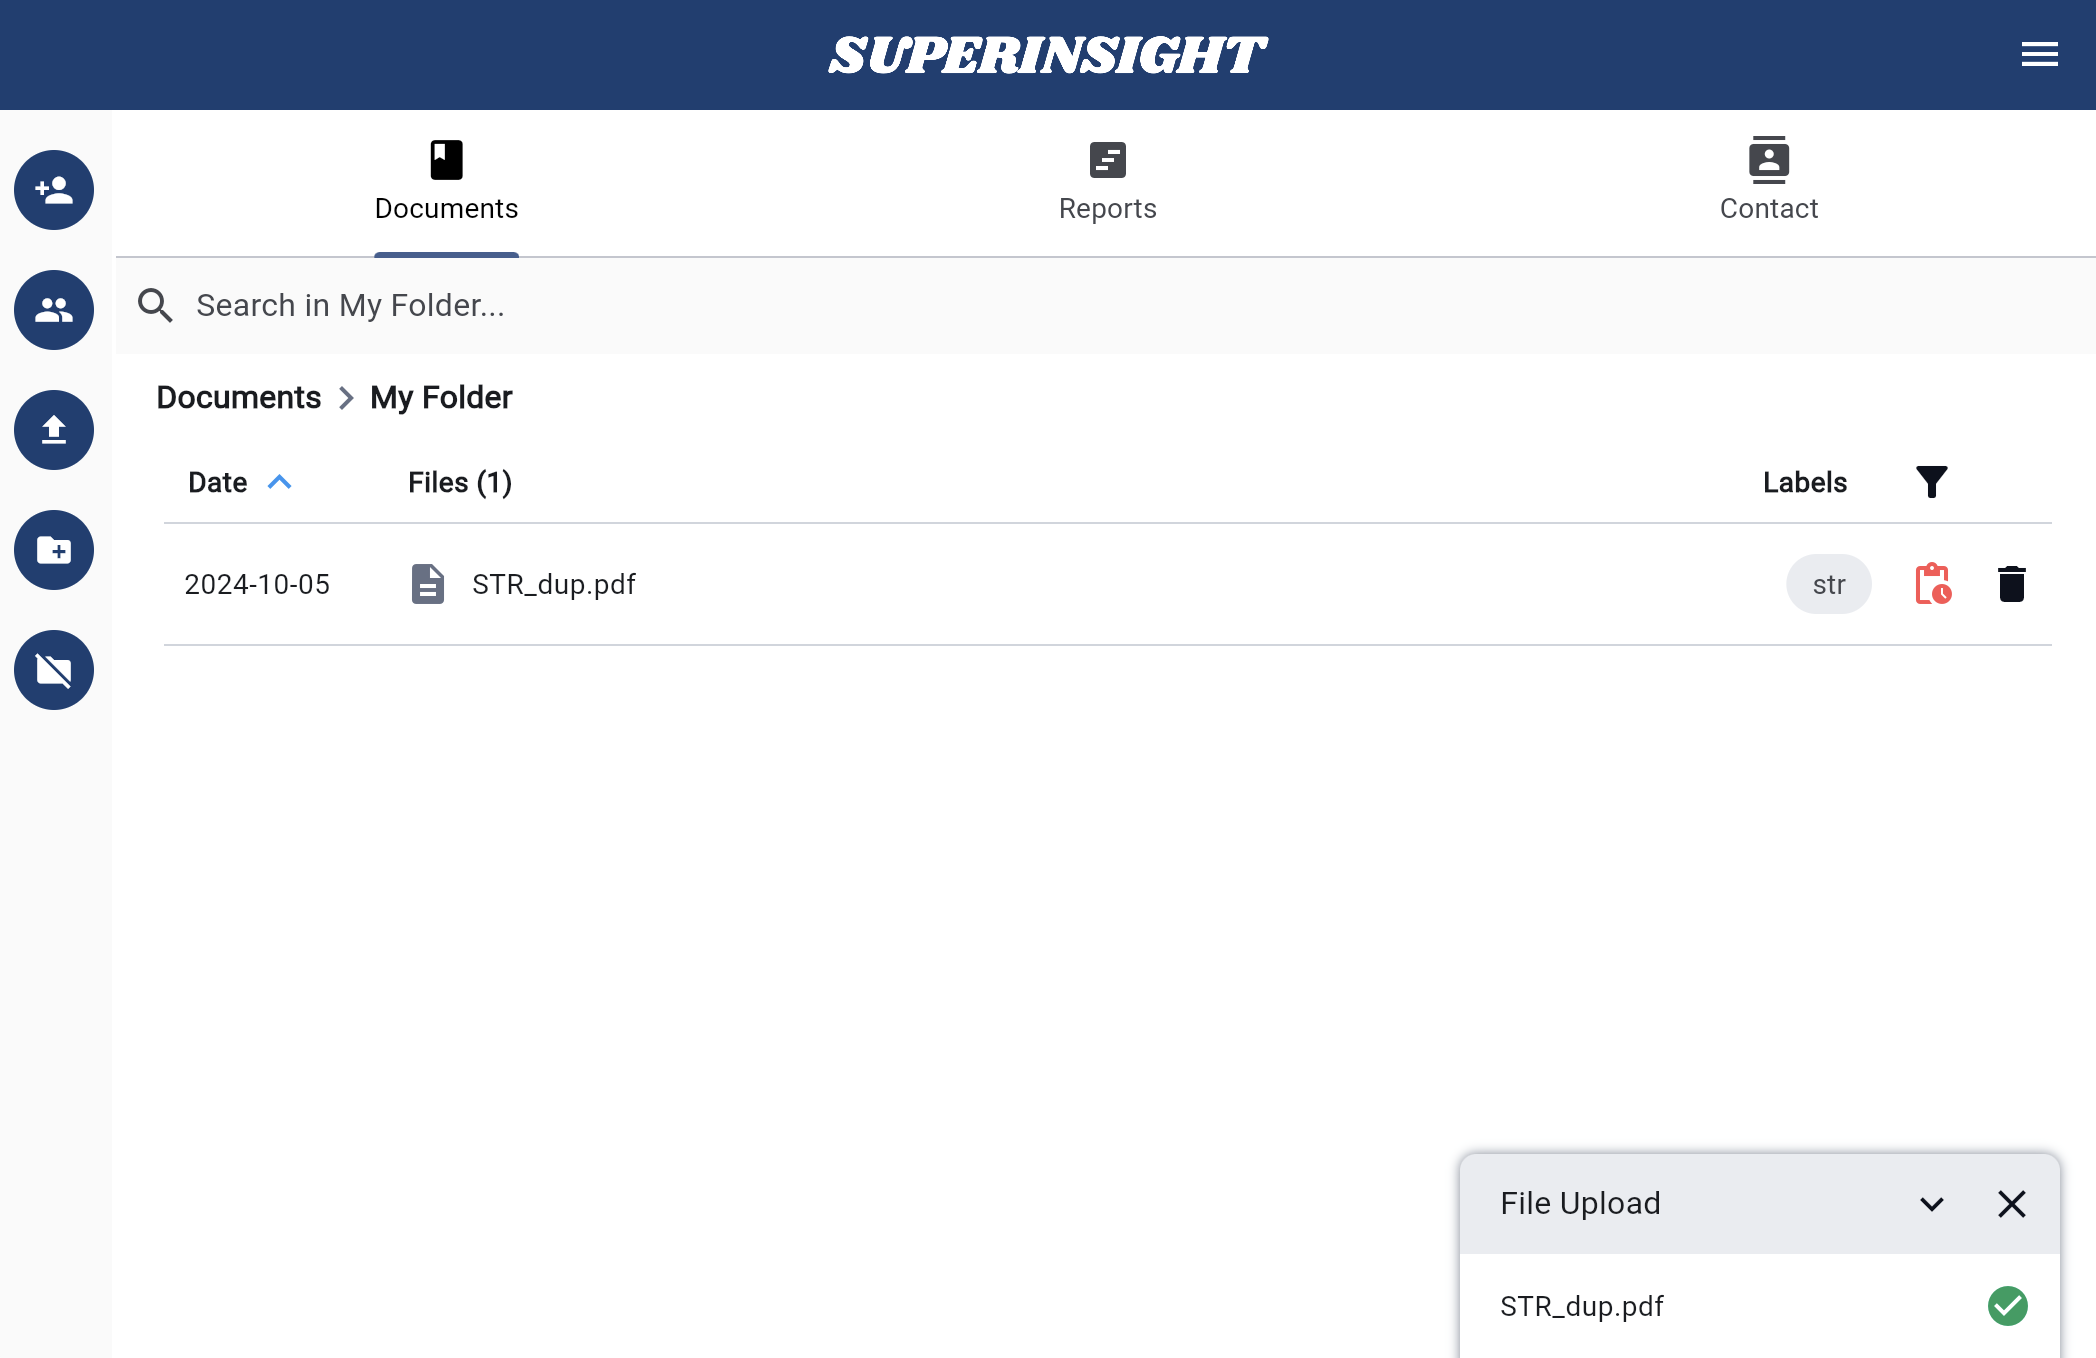 SUPERINSIGHT
Documents
Reports
Contact
Search in My Folder...
Documents My Folder
Date Files (1) Labels
2024-10-05 STR_dup.pdf str
File Upload
STR_dup.pdf